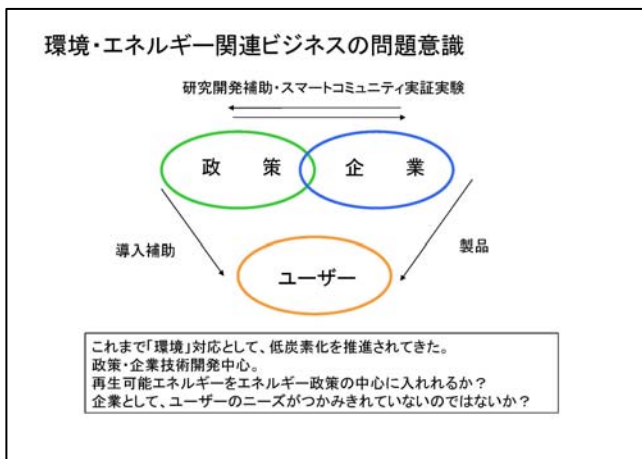 環境・エネルギー関連ビジネスの問題意識
研究開発補助・スマートコミュニティ実証実験
政　策
企　業
導入補助
製品
ユーザー
これまで「環境」対応として、低炭素化を推進されてきた。
政策・企業技術開発中心。
再生可能エネルギーをエネルギー政策の中心に入れれるか？
企業として、ユーザーのニーズがつかみきれていないのではないか？